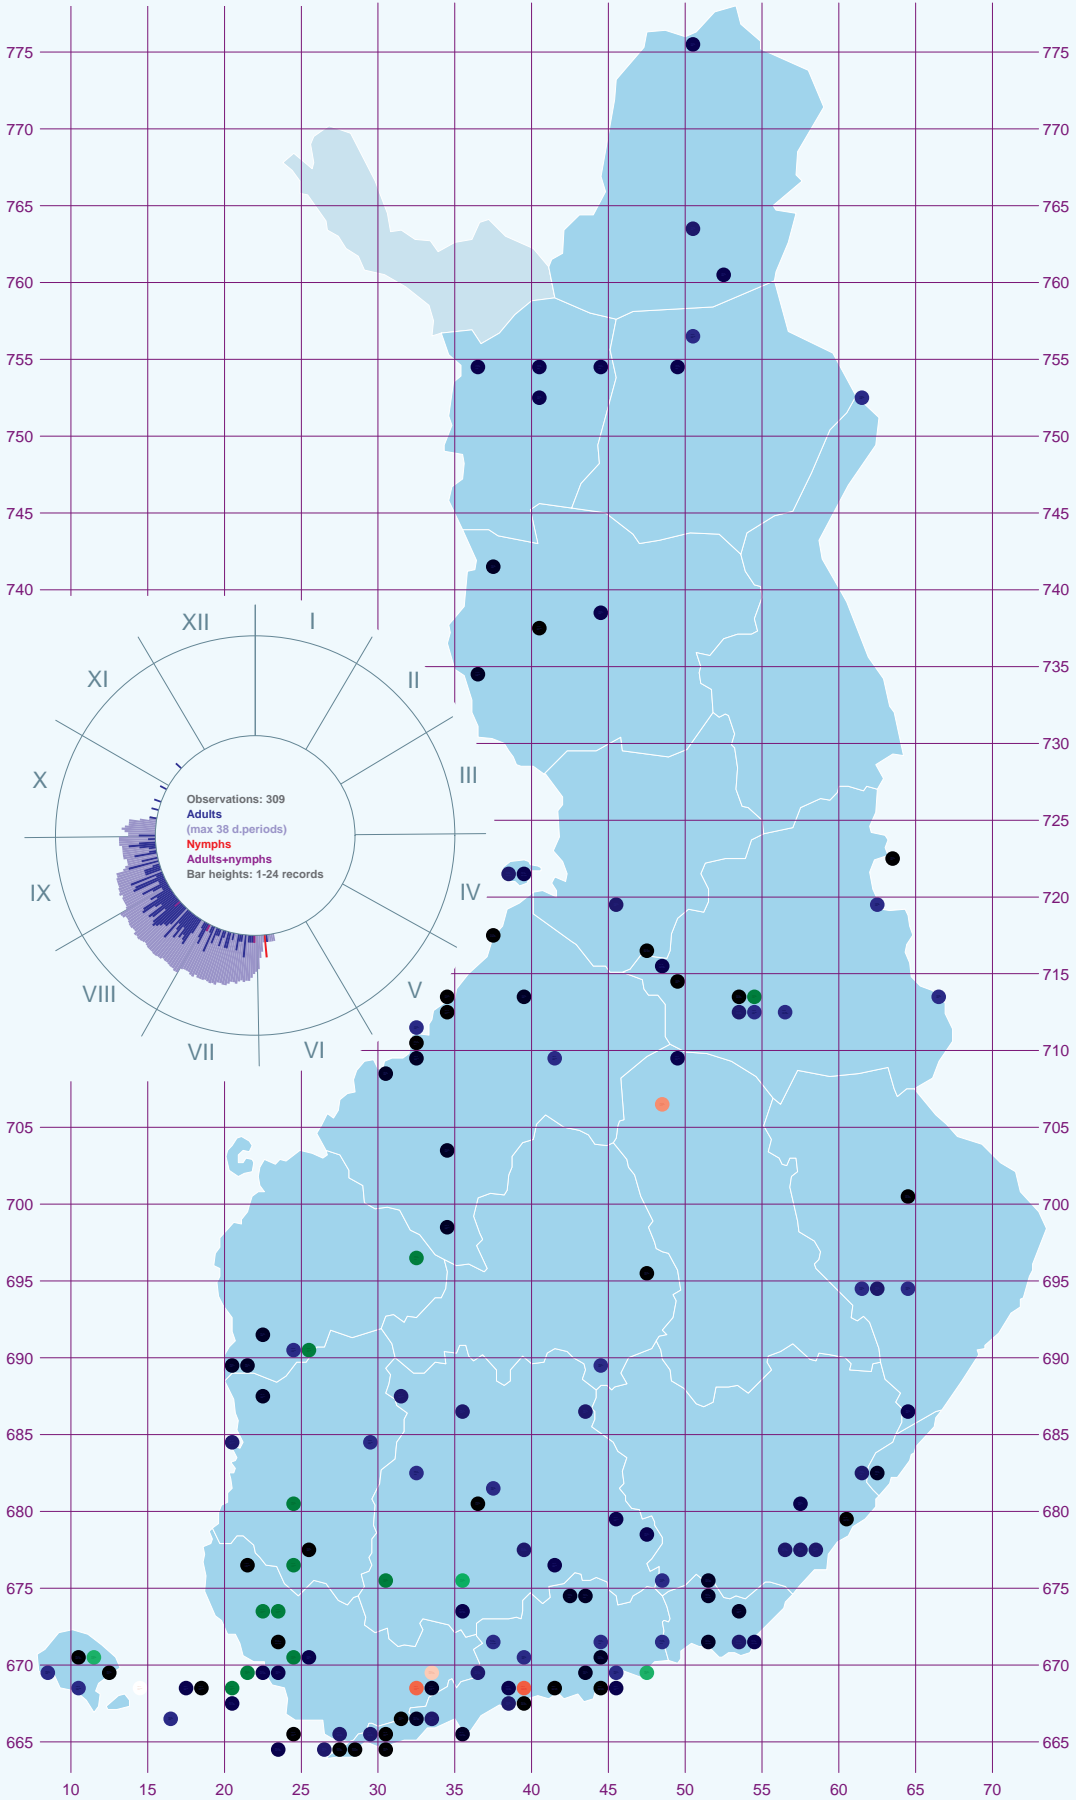 775 775
770 770
765 765
760 760
755 755
750 750
745 745
740 740
735
730
725
720
715
710
705 705
700 700
695 695
690 690
685 685
680 680
675 675
670 670
665 665
XII I
XI II
X III
IX IV
VIII V
VII VI
Observations: 309
Adults
(max 38 d.periods)
Nymphs
Adults+nymphs
Bar heights: 1-24 records
10 15 20 25 30 35 40 45 50 55 60 65 70